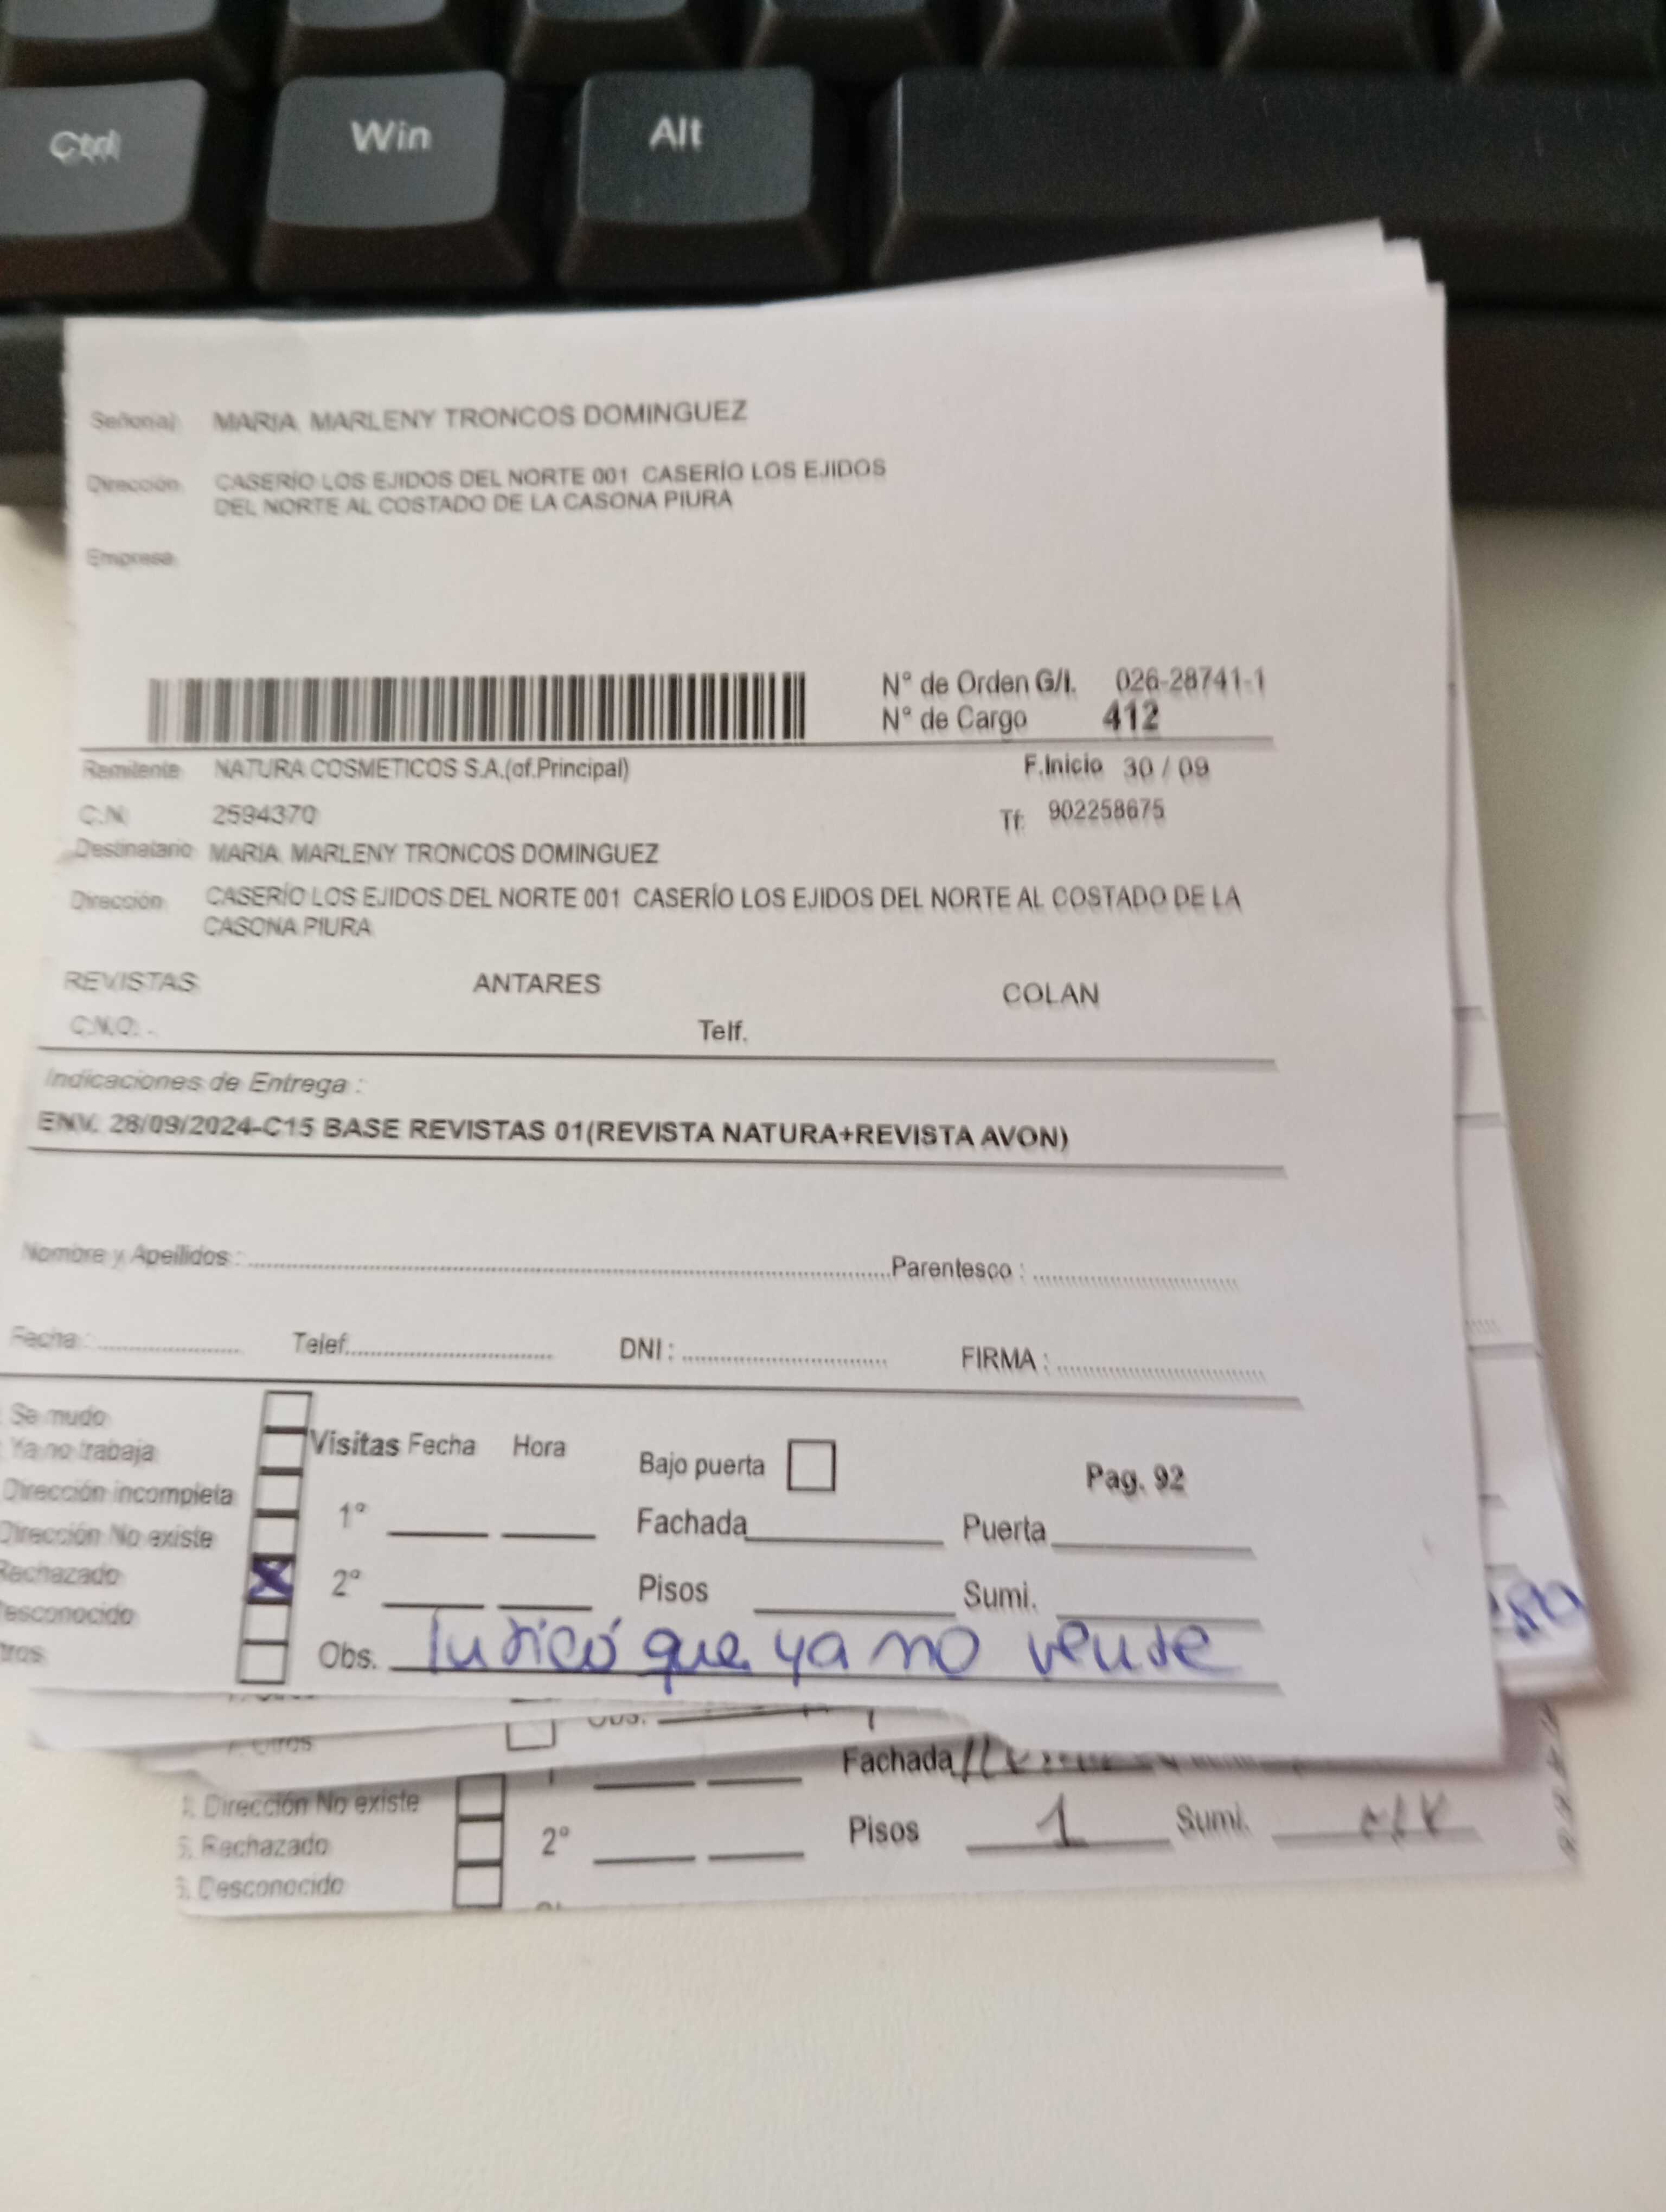 Ctrl Win Alt
Señora: MARIA MARLENY TRONCOS DOMINGUEZ
Dirección CASERÍO LOS EJIDOS DEL NORTE 001 CASERÍO LOS EJIDOS
DEL NORTE AL COSTADO DE LA CASONA PIURA
Empresa
N° de Orden G/I. 026-28741-1
N° de Cargo 412
Remitente NATURA COSMETICOS S.A.(of.Principal) F.Inicio 30 / 09
C.N. 2594370 Tf: 902258675
Destinatario MARIA MARLENY TRONCOS DOMINGUEZ
Dirección CASERÍO LOS EJIDOS DEL NORTE 001 CASERÍO LOS EJIDOS DEL NORTE AL COSTADO DE LA
CASONA PIURA
REVISTAS ANTARES COLAN
C.N.O. Telf.
Indicaciones de Entrega :
ENV. 28/09/2024-C15 BASE REVISTAS 01(REVISTA NATURA+REVISTA AVON)
Nombre y Apellidos : Parentesco :
Fecha : Telef. DNI : FIRMA :
Se mudo
Ya no trabaja Visitas Fecha Hora Bajo puerta Pag. 92
Dirección incompleta 1° Fachada Puerta
Dirección No existe
Rechazado 2° Pisos Sumi.
esconocido
tros Obs. Indicó que ya no vende
7. Otros Obs.
Fachada
Dirección No existe
5. Rechazado 2° Pisos 1 Sumi.
Desconocido